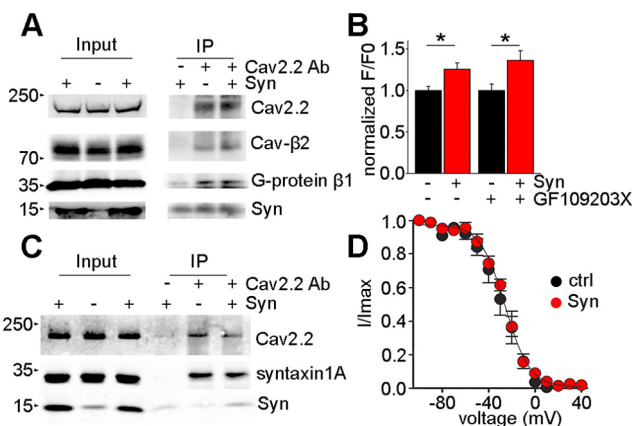 A
Input
IP
- + + Cav2.2 Ab
+ - + + - + Syn
250
Cav2.2
Cav-β2
70
35
G-protein β1
15
Syn
B
normalized F/F0
1.5
1.0
0.5
0.0
* *
- + - + Syn
- - + + GF109203X
C
Input
IP
- + + Cav2.2 Ab
+ - + + - + Syn
250
Cav2.2
35
syntaxin1A
15
Syn
D
I/Imax
1.0
0.8
0.6
0.4
0.2
0.0
ctrl
Syn
-80 -40 0 40
voltage (mV)